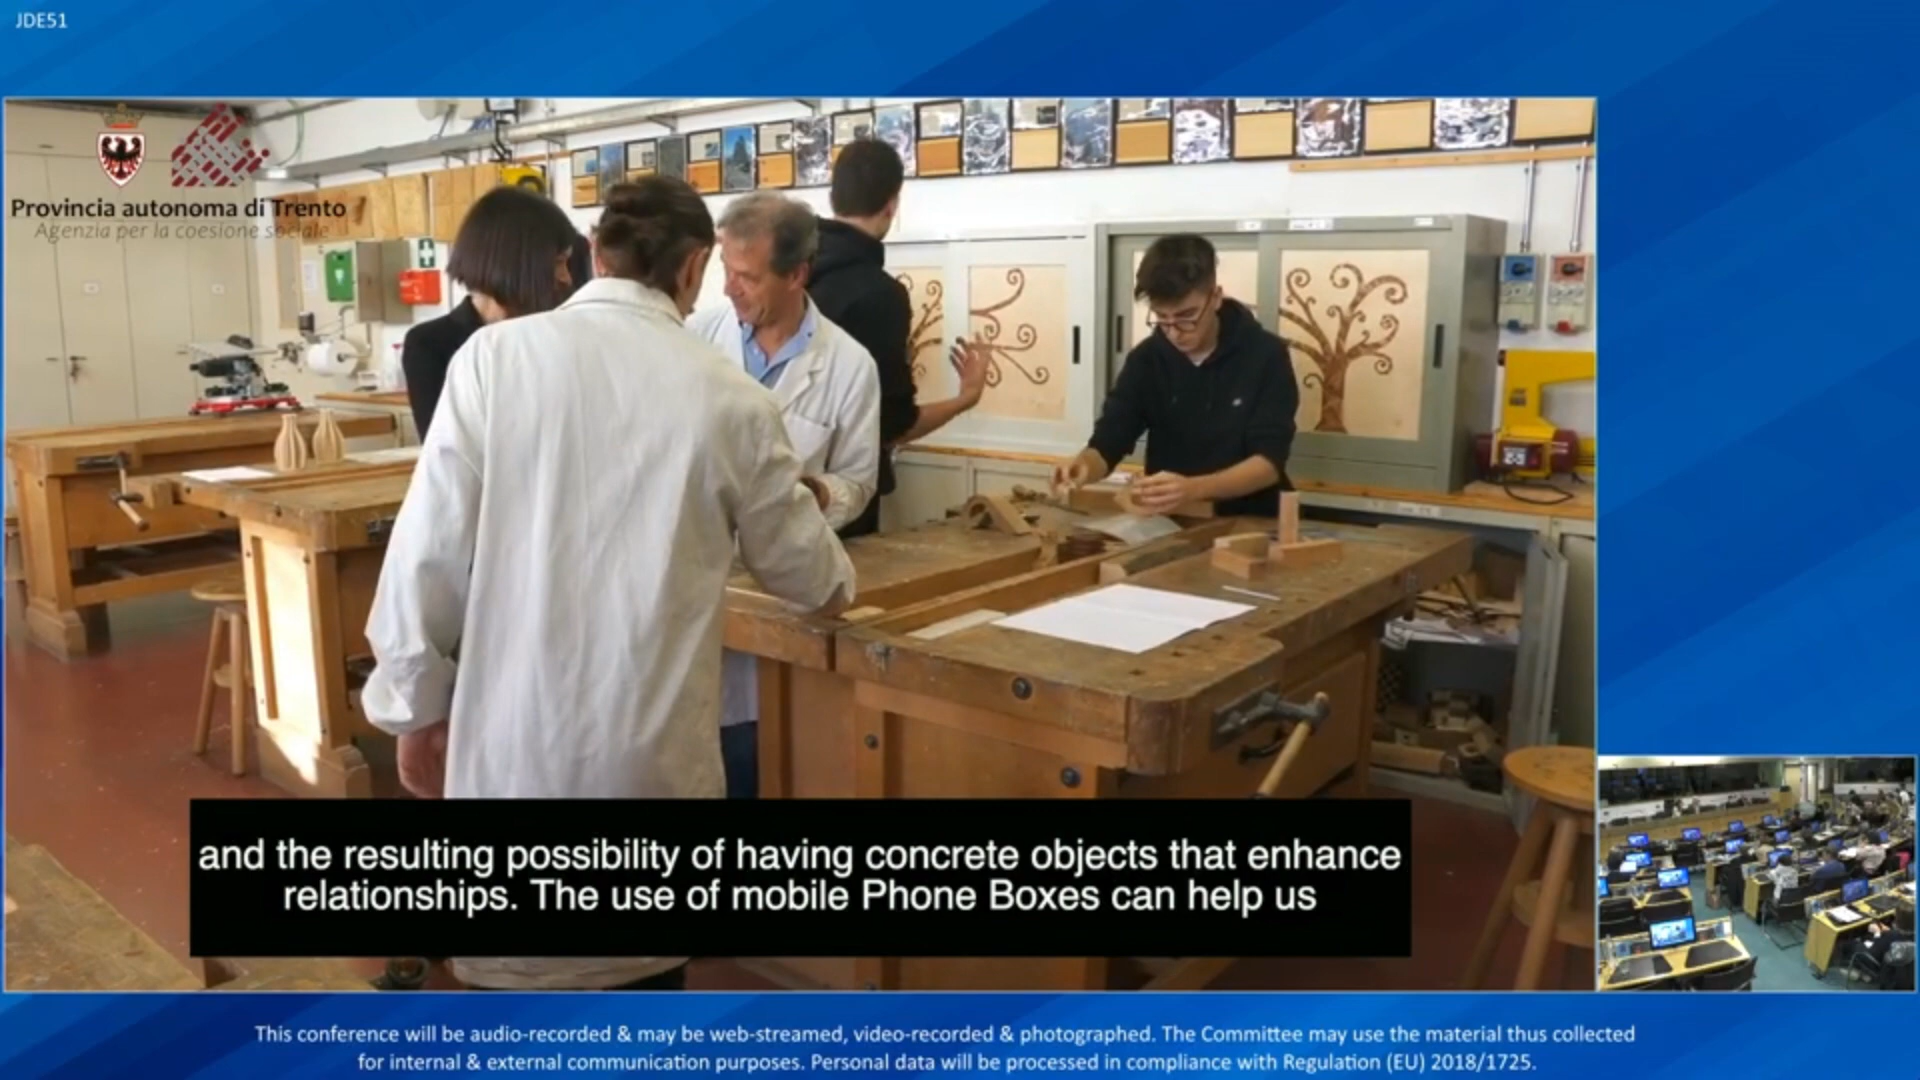 JDE51
Provincia autonoma di Trento
Agenzia per la coesione sociale
and the resulting possibility of having concrete objects that enhance
relationships. The use of mobile Phone Boxes can help us
This conference will be audio-recorded & may be web-streamed, video-recorded & photographed. The Committee may use the material thus collected
for internal & external communication purposes. Personal data will be processed in compliance with Regulation (EU) 2018/1725.